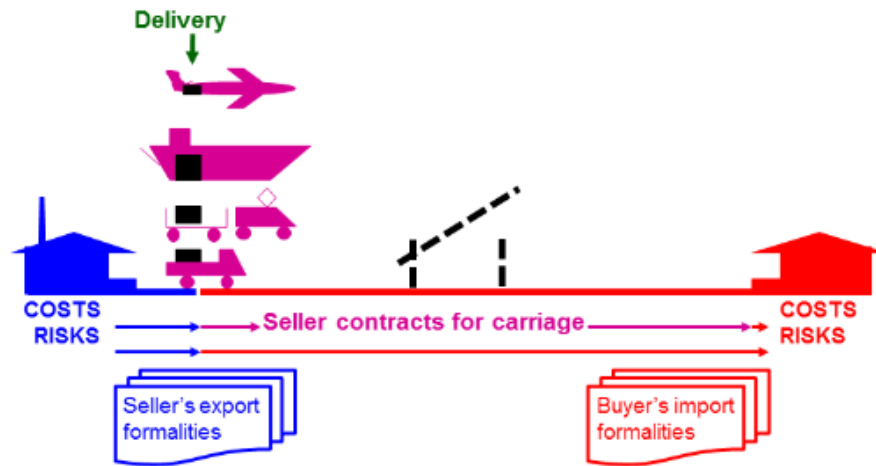 Delivery
COSTS
RISKS
Seller contracts for carriage
COSTS
RISKS
Seller's export
formalities
Buyer's import
formalities